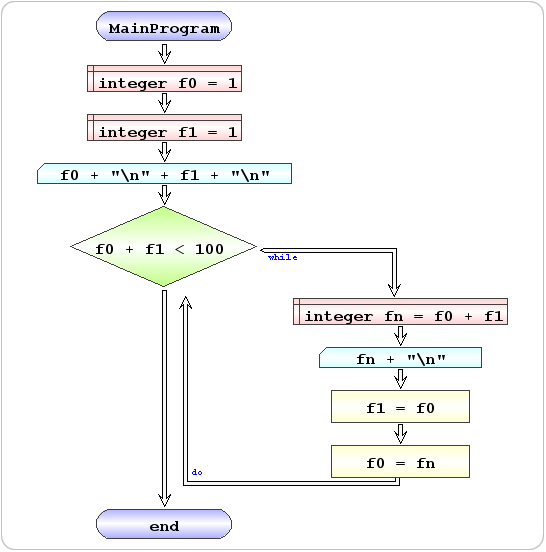 MainProgram
integer f0 = 1
integer f1 = 1
f0 + "\n" + f1 + "\n"
f0 + f1 < 100
while
integer fn = f0 + f1
fn + "\n"
f1 = f0
f0 = fn
do
end